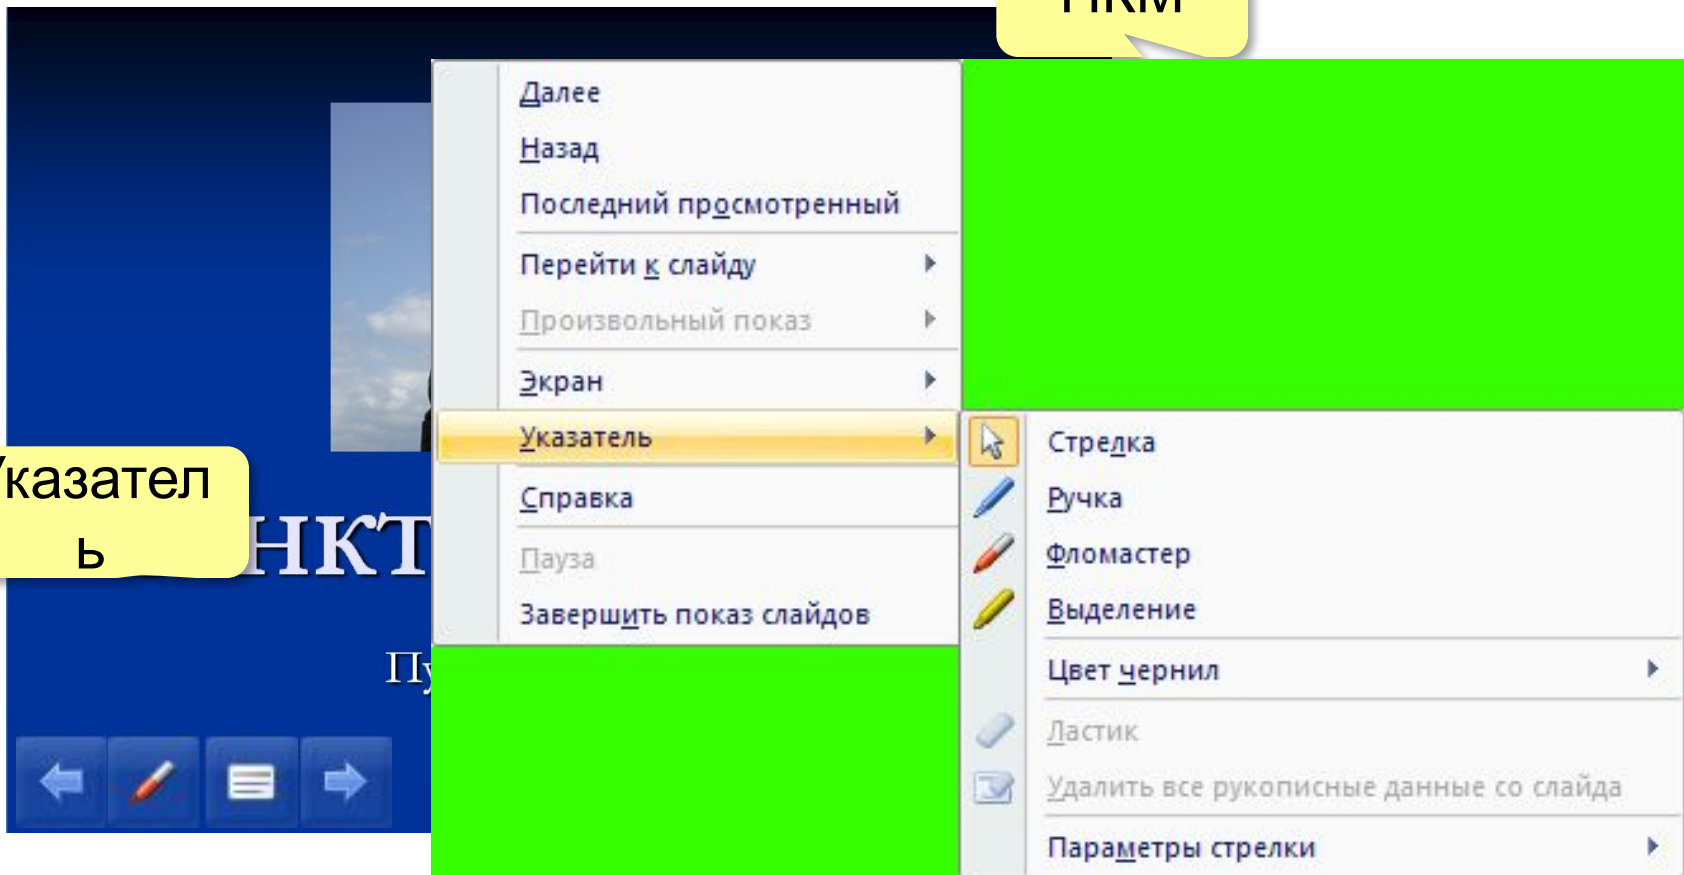 ПКМ
Далее
Назад
Последний просмотренный
Перейти к слайду
Произвольный показ
Экран
Указатель
Справка
Пауза
Завершить показ слайдов
Стрелка
Ручка
Фломастер
Выделение
Цвет чернил
Ластик
Удалить все рукописные данные со слайда
Параметры стрелки
Указател
ь
нкт
Пу